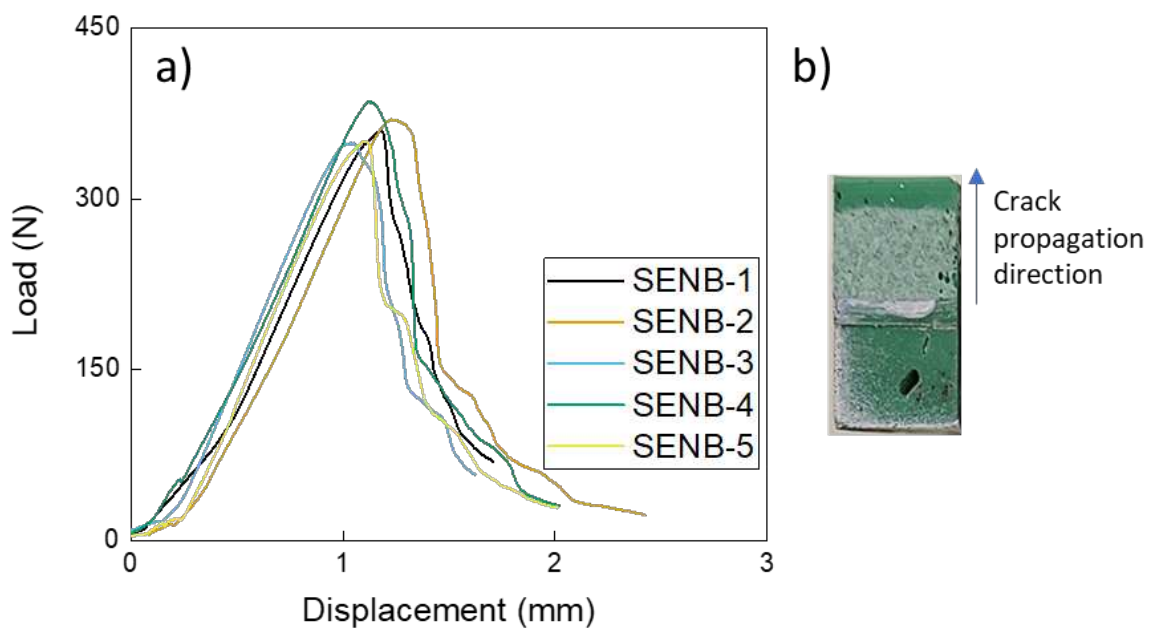 450
a)
b)
300
150
0
Load (N)
SENB-1
SENB-2
SENB-3
SENB-4
SENB-5
0
1
2
3
Displacement (mm)
Crack
propagation
direction